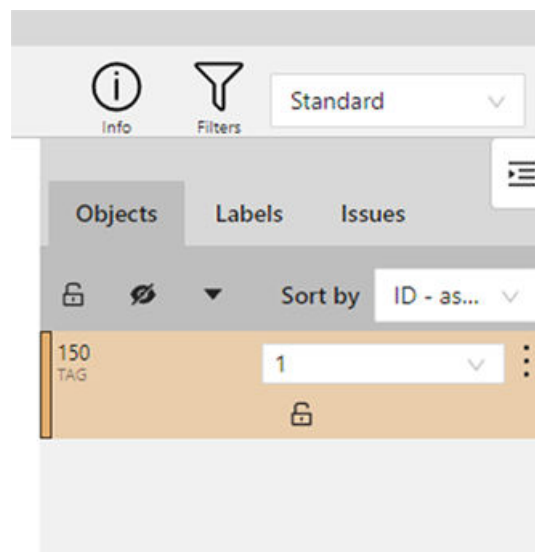 Info Filters Standard
Objects Labels Issues
Sort by ID - as...
150 1
TAG